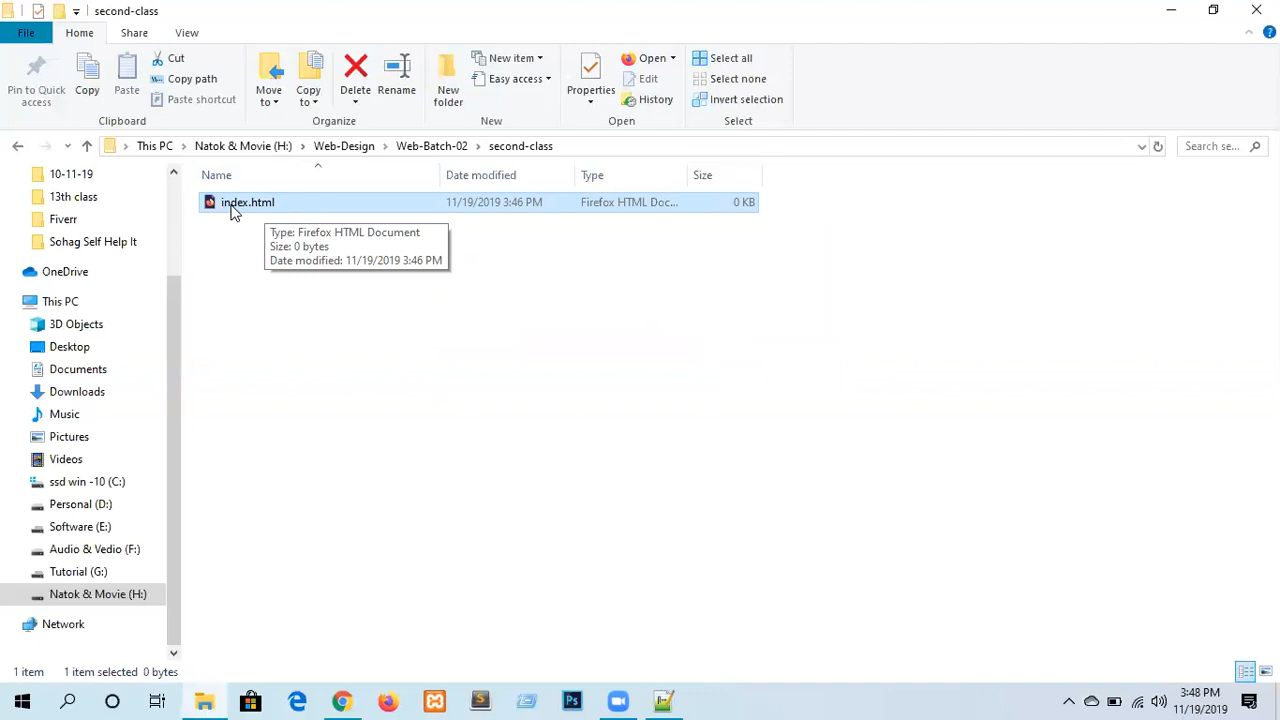 second-class
File
Home
Share
View
Pin to Quick access
Copy
Paste
Cut
Copy path
Paste shortcut
Clipboard
Move to
Copy to
Delete
Rename
Organize
New folder
New item
Easy access
New
Properties
Open
Edit
History
Open
Select all
Select none
Invert selection
Select
This PC > Natok & Movie (H:) > Web-Design > Web-Batch-02 > second-class
Search se...
Name Date modified Type Size
index.html 11/19/2019 3:46 PM Firefox HTML Doc... 0 KB
Type: Firefox HTML Document
Size: 0 bytes
Date modified: 11/19/2019 3:46 PM
10-11-19
13th class
Fiverr
Sohag Self Help It
OneDrive
This PC
3D Objects
Desktop
Documents
Downloads
Music
Pictures
Videos
ssd win -10 (C:)
Personal (D:)
Software (E:)
Audio & Vedio (F:)
Tutorial (G:)
Natok & Movie (H:)
Network
1 item 1 item selected 0 bytes
3:48 PM
11/19/2019